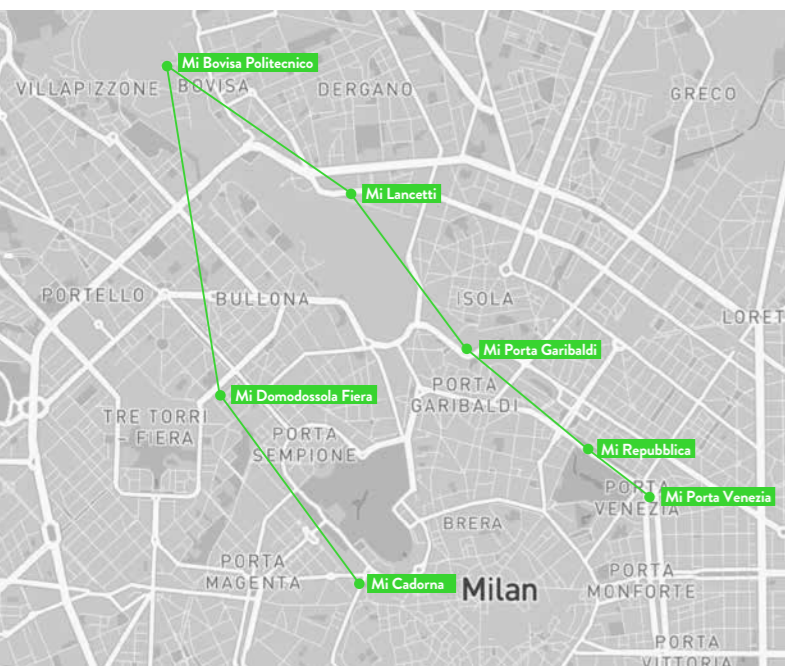 Mi Bovisa Politecnico
VILLAPIZZONE
BOVISA
DERGANO
GRECO
Mi Lancetti
PORTELLO
BULLONA
ISOLA
LORET
Mi Porta Garibaldi
Mi Domodossola Fiera
PORTA
GARIBALDI
TRE TORRI
- FIERA
PORTA
SEMPIONE
Mi Repubblica
PORTA
VENEZIA
Mi Porta Venezia
BRERA
PORTA
MAGENTA
Mi Cadorna
Milan
PORTA
MONFORTE
PORTA
VITTORIA